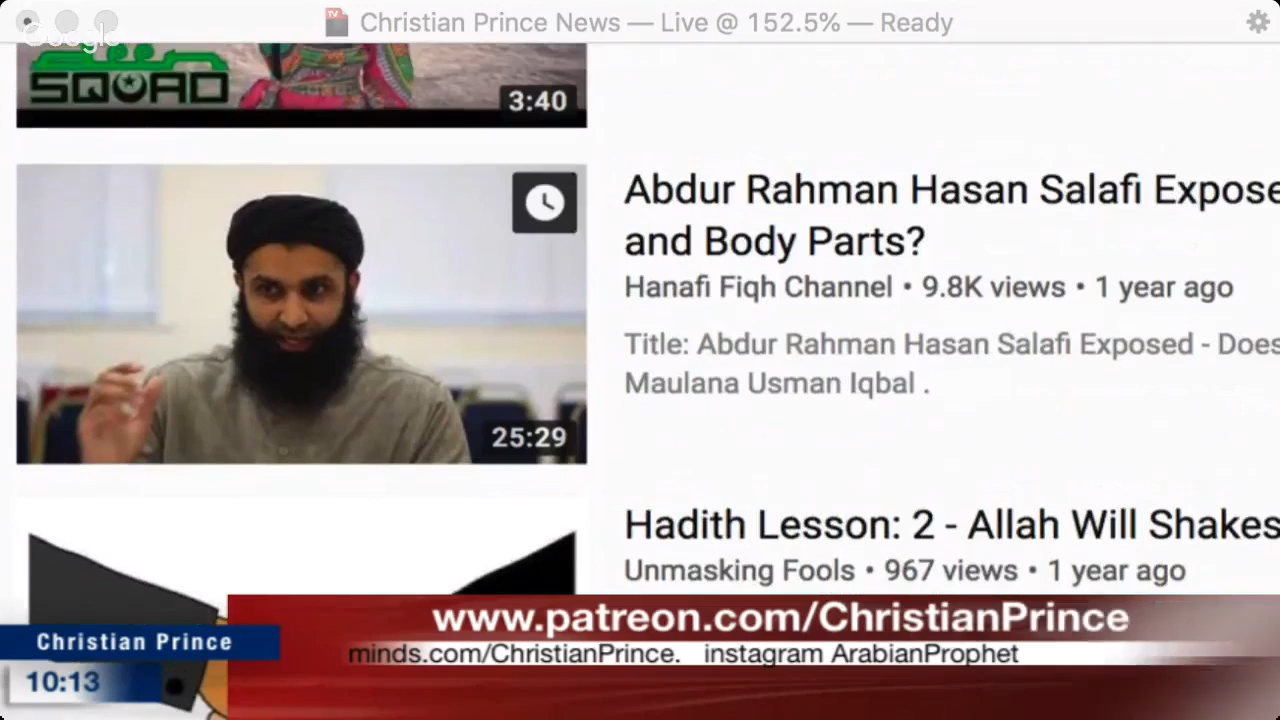 Christian Prince News — Live @ 152.5% — Ready
Google
SQUAD
3:40
Abdur Rahman Hasan Salafi Expose
and Body Parts?
Hanafi Fiqh Channel • 9.8K views • 1 year ago
Title: Abdur Rahman Hasan Salafi Exposed - Does
Maulana Usman Iqbal .
25:29
Hadith Lesson: 2 - Allah Will Shakes
Unmasking Fools • 967 views • 1 year ago
www.patreon.com/ChristianPrince
Christian Prince
minds.com/ChristianPrince. instagram ArabianProphet
10:13